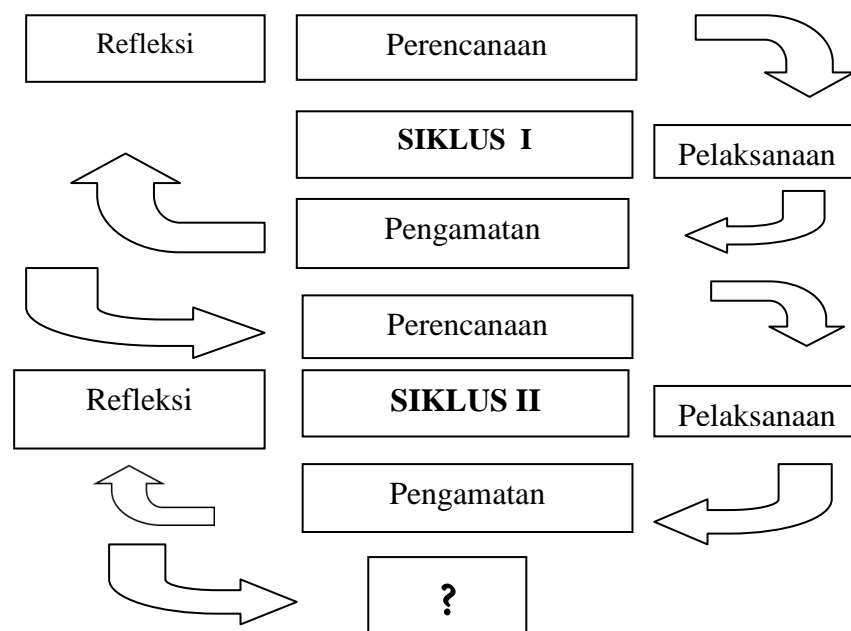 Refleksi
Perencanaan
SIKLUS I
Pelaksanaan
Pengamatan
Perencanaan
Refleksi
SIKLUS II
Pelaksanaan
Pengamatan
?